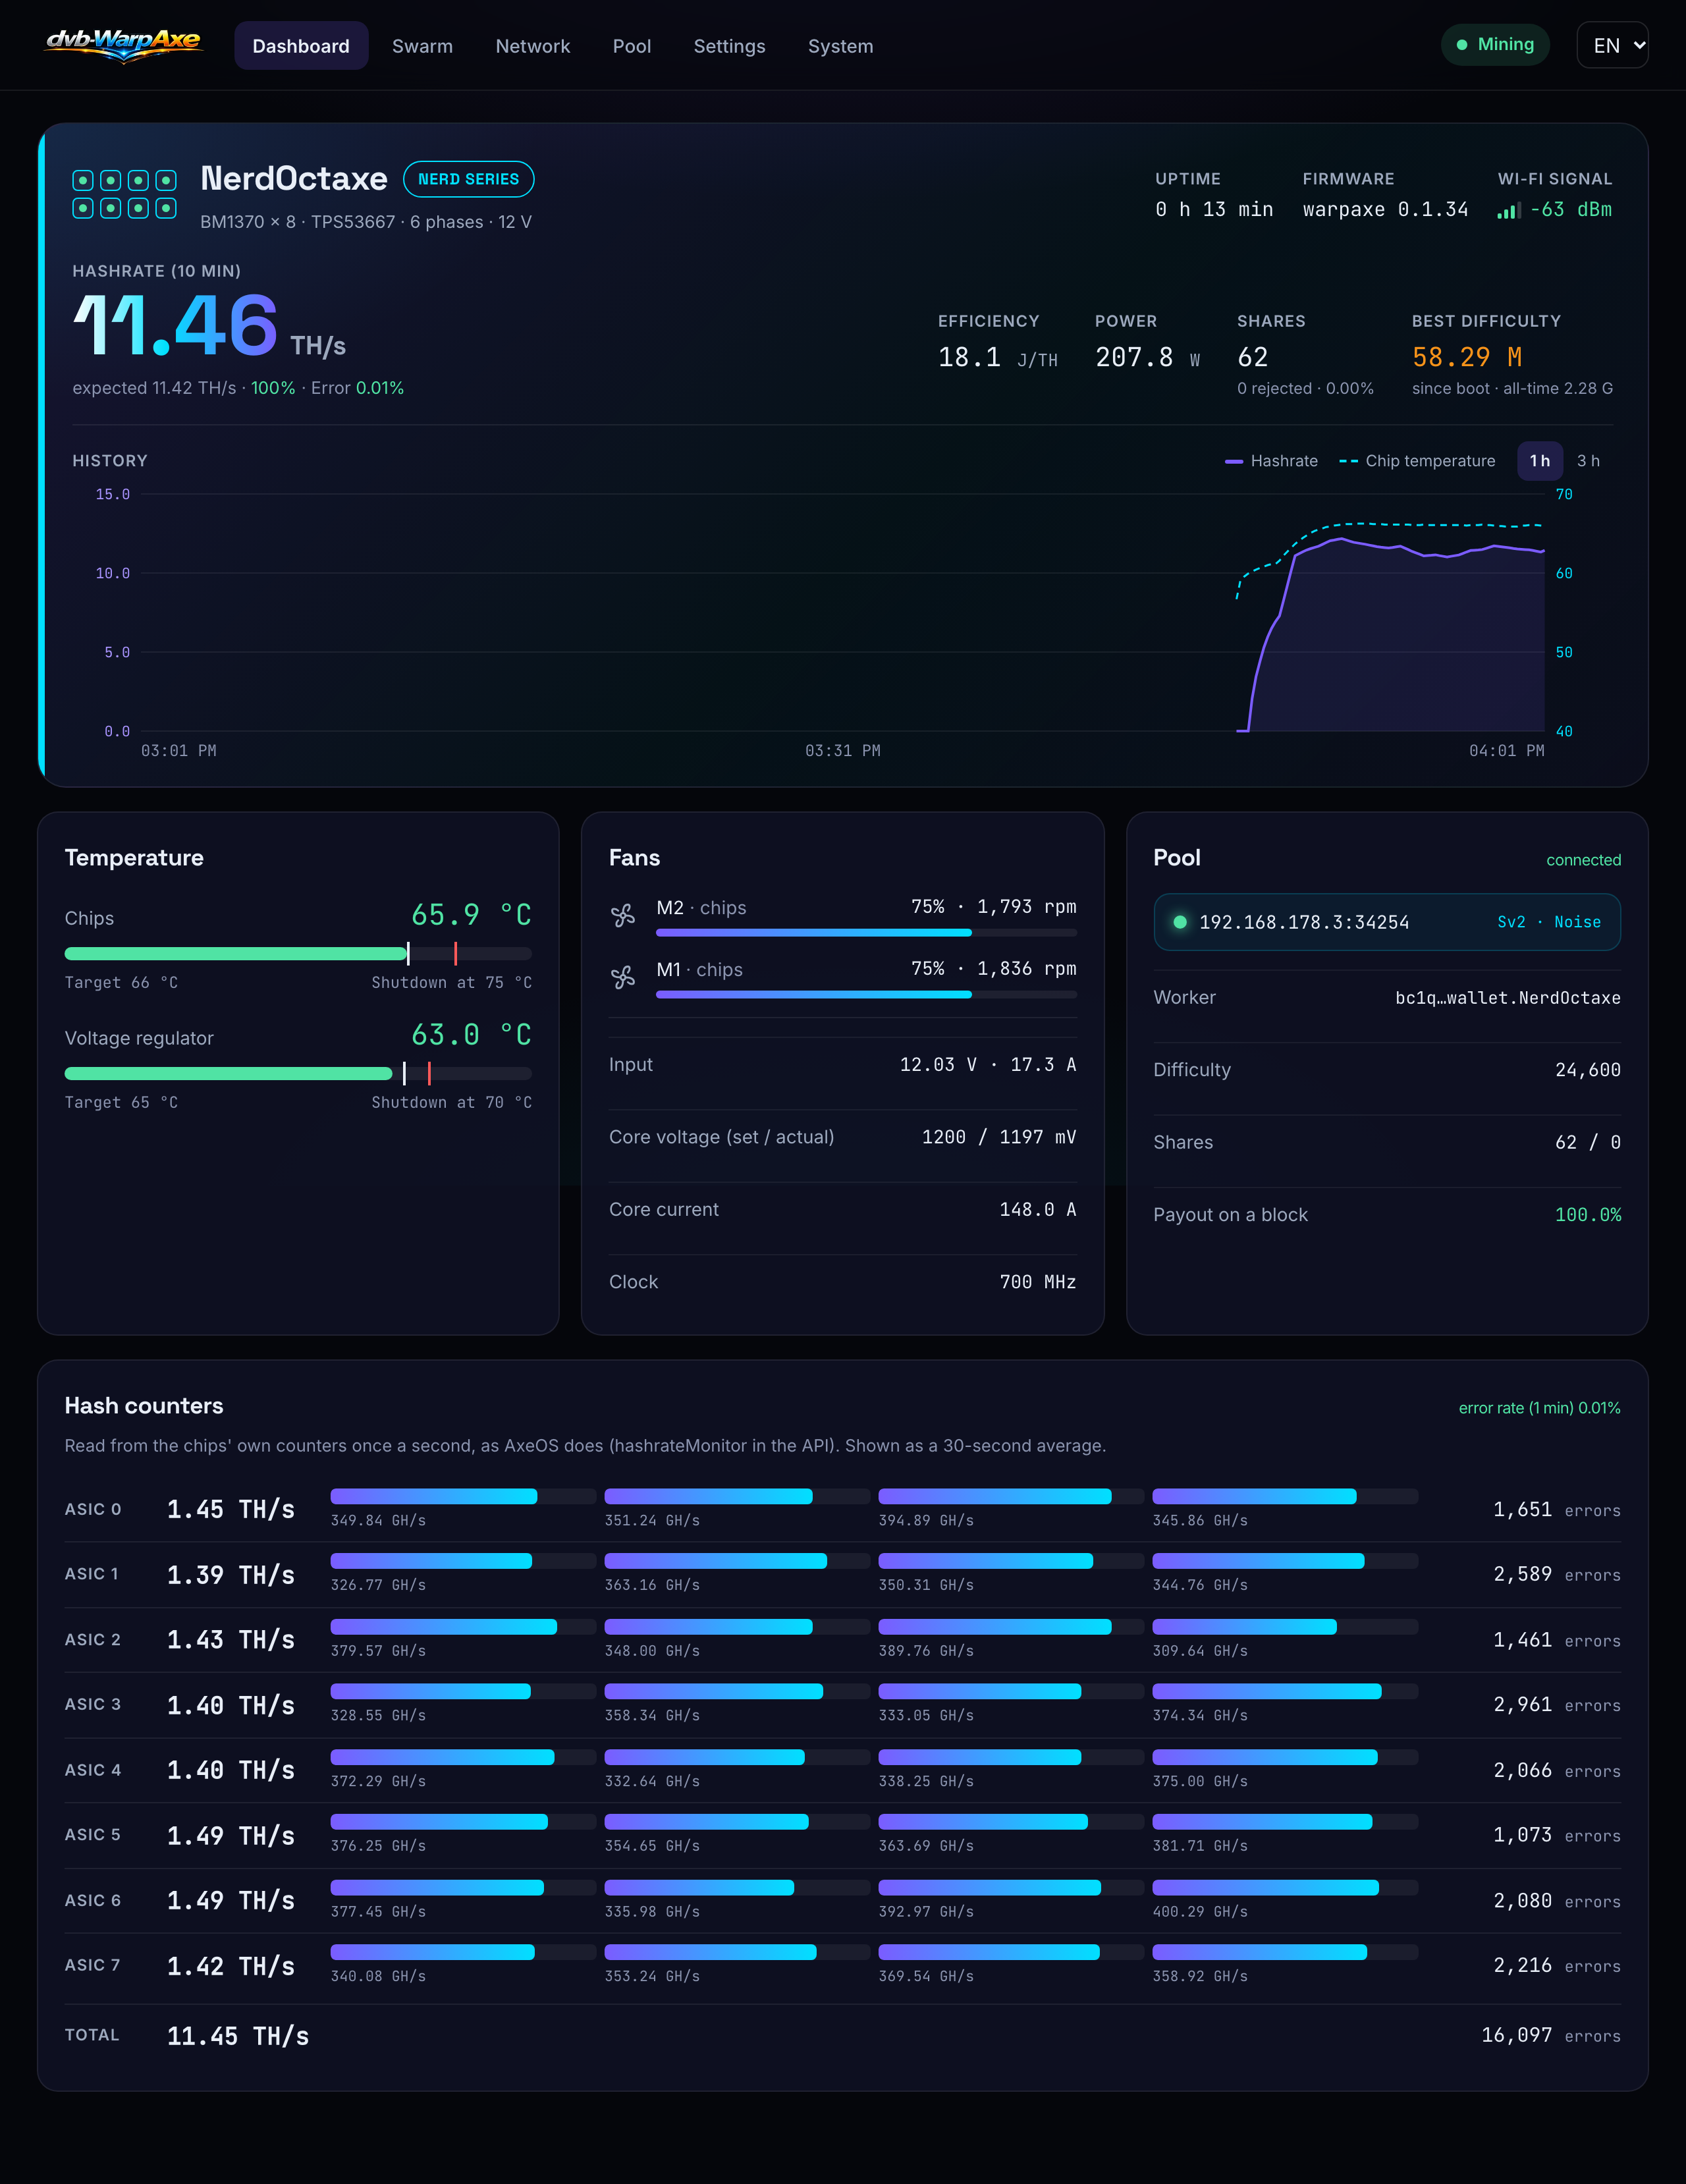 dvb-WarpAxe Dashboard Swarm Network Pool Settings System Mining EN
NerdOctaxe NERD SERIES
BM1370 × 8 · TPS53667 · 6 phases · 12 V
UPTIME FIRMWARE WI-FI SIGNAL
0 h 13 min warpaxe 0.1.34 -63 dBm
HASHRATE (10 MIN)
11.46 TH/s
expected 11.42 TH/s · 100% · Error 0.01%
EFFICIENCY POWER SHARES BEST DIFFICULTY
18.1 J/TH 207.8 W 62 58.29 M
0 rejected · 0.00% since boot · all-time 2.28 G
HISTORY Hashrate Chip temperature 1 h 3 h
15.0 70
10.0 60
5.0 50
0.0 40
03:01 PM 03:31 PM 04:01 PM
Temperature
Chips 65.9 °C
Target 66 °C Shutdown at 75 °C
Voltage regulator 63.0 °C
Target 65 °C Shutdown at 70 °C
Fans
M2 · chips 75% · 1,793 rpm
M1 · chips 75% · 1,836 rpm
Input 12.03 V · 17.3 A
Core voltage (set / actual) 1200 / 1197 mV
Core current 148.0 A
Clock 700 MHz
Pool connected
192.168.178.3:34254 Sv2 · Noise
Worker bc1q…wallet.NerdOctaxe
Difficulty 24,600
Shares 62 / 0
Payout on a block 100.0%
Hash counters error rate (1 min) 0.01%
Read from the chips' own counters once a second, as AxeOS does (hashrateMonitor in the API). Shown as a 30-second average.
ASIC 0 1.45 TH/s 349.84 GH/s 351.24 GH/s 394.89 GH/s 345.86 GH/s 1,651 errors
ASIC 1 1.39 TH/s 326.77 GH/s 363.16 GH/s 350.31 GH/s 344.76 GH/s 2,589 errors
ASIC 2 1.43 TH/s 379.57 GH/s 348.00 GH/s 389.76 GH/s 309.64 GH/s 1,461 errors
ASIC 3 1.40 TH/s 328.55 GH/s 358.34 GH/s 333.05 GH/s 374.34 GH/s 2,961 errors
ASIC 4 1.40 TH/s 372.29 GH/s 332.64 GH/s 338.25 GH/s 375.00 GH/s 2,066 errors
ASIC 5 1.49 TH/s 376.25 GH/s 354.65 GH/s 363.69 GH/s 381.71 GH/s 1,073 errors
ASIC 6 1.49 TH/s 377.45 GH/s 335.98 GH/s 392.97 GH/s 400.29 GH/s 2,080 errors
ASIC 7 1.42 TH/s 340.08 GH/s 353.24 GH/s 369.54 GH/s 358.92 GH/s 2,216 errors
TOTAL 11.45 TH/s 16,097 errors